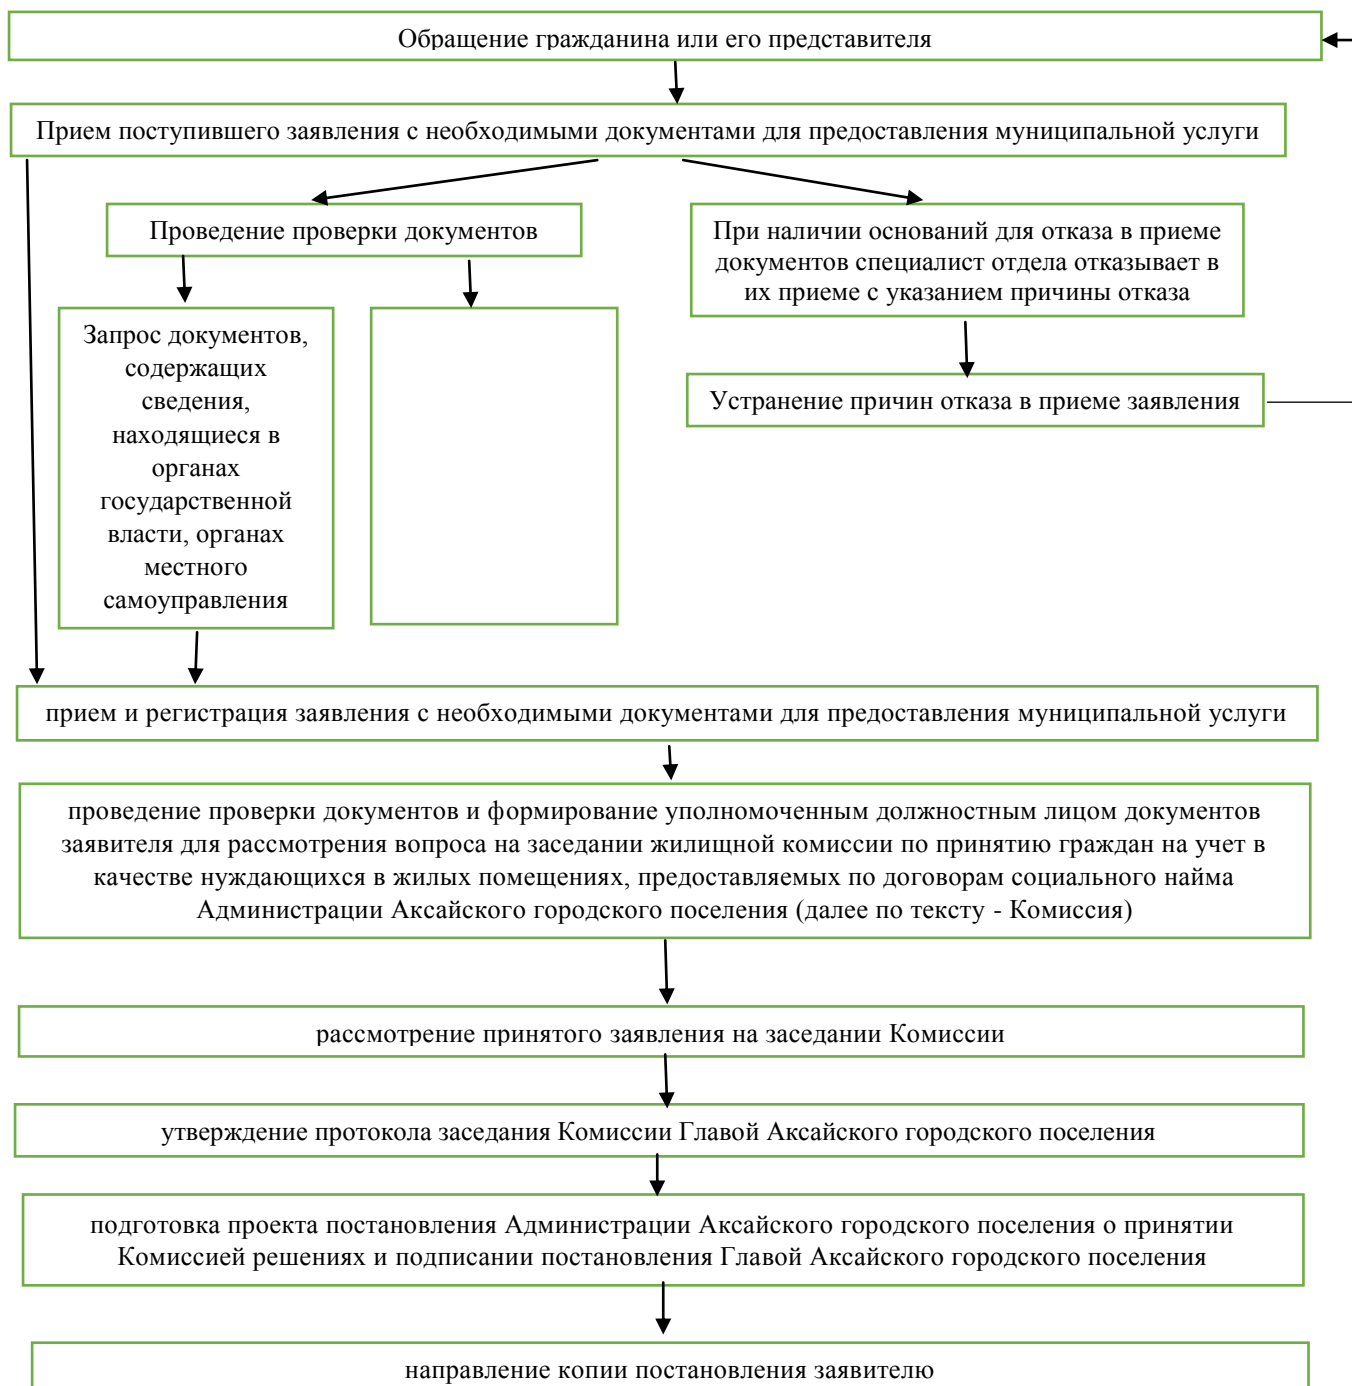 Обращение гражданина или его представителя
Прием поступившего заявления с необходимыми документами для предоставления муниципальной услуги
Проведение проверки документов
При наличии оснований для отказа в приеме
документов специалист отдела отказывает в
их приеме с указанием причины отказа
Запрос документов,
содержащих
сведения,
находящиеся в
органах
государственной
власти, органах
местного
самоуправления
Устранение причин отказа в приеме заявления
прием и регистрация заявления с необходимыми документами для предоставления муниципальной услуги
проведение проверки документов и формирование уполномоченным должностным лицом документов
заявителя для рассмотрения вопроса на заседании жилищной комиссии по принятию граждан на учет в
качестве нуждающихся в жилых помещениях, предоставляемых по договорам социального найма
Администрации Аксайского городского поселения (далее по тексту - Комиссия)
рассмотрение принятого заявления на заседании Комиссии
утверждение протокола заседания Комиссии Главой Аксайского городского поселения
подготовка проекта постановления Администрации Аксайского городского поселения о принятии
Комиссией решениях и подписании постановления Главой Аксайского городского поселения
направление копии постановления заявителю